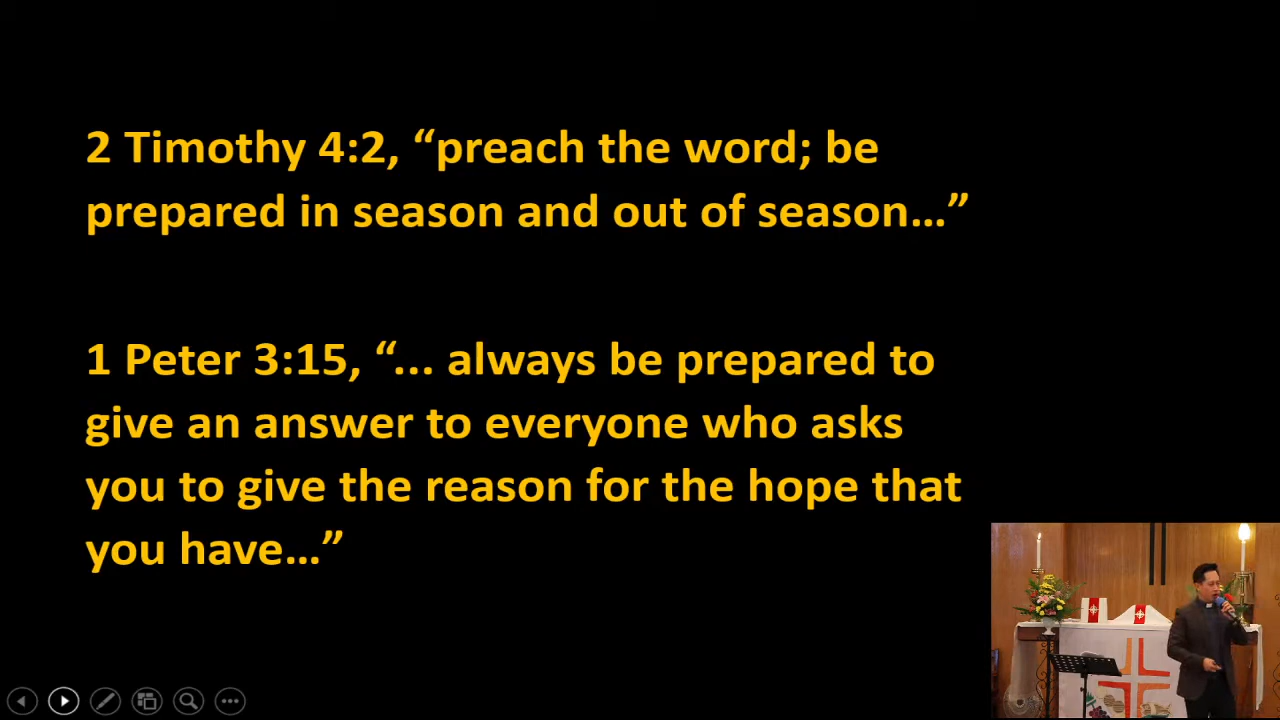 2 Timothy 4:2, “preach the word; be
prepared in season and out of season…”
1 Peter 3:15, “... always be prepared to
give an answer to everyone who asks
you to give the reason for the hope that
you have…”